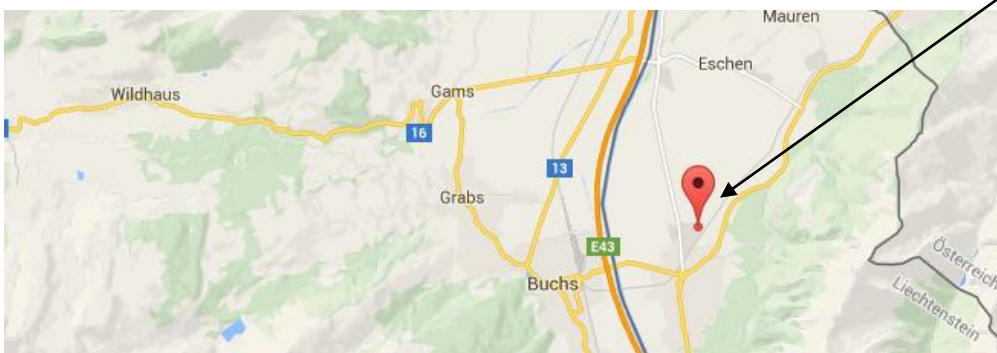 Mauren
Eschen
Wildhaus
Gams
16
13
Grabs
E43
Österreich
Buchs
Liechtenstein